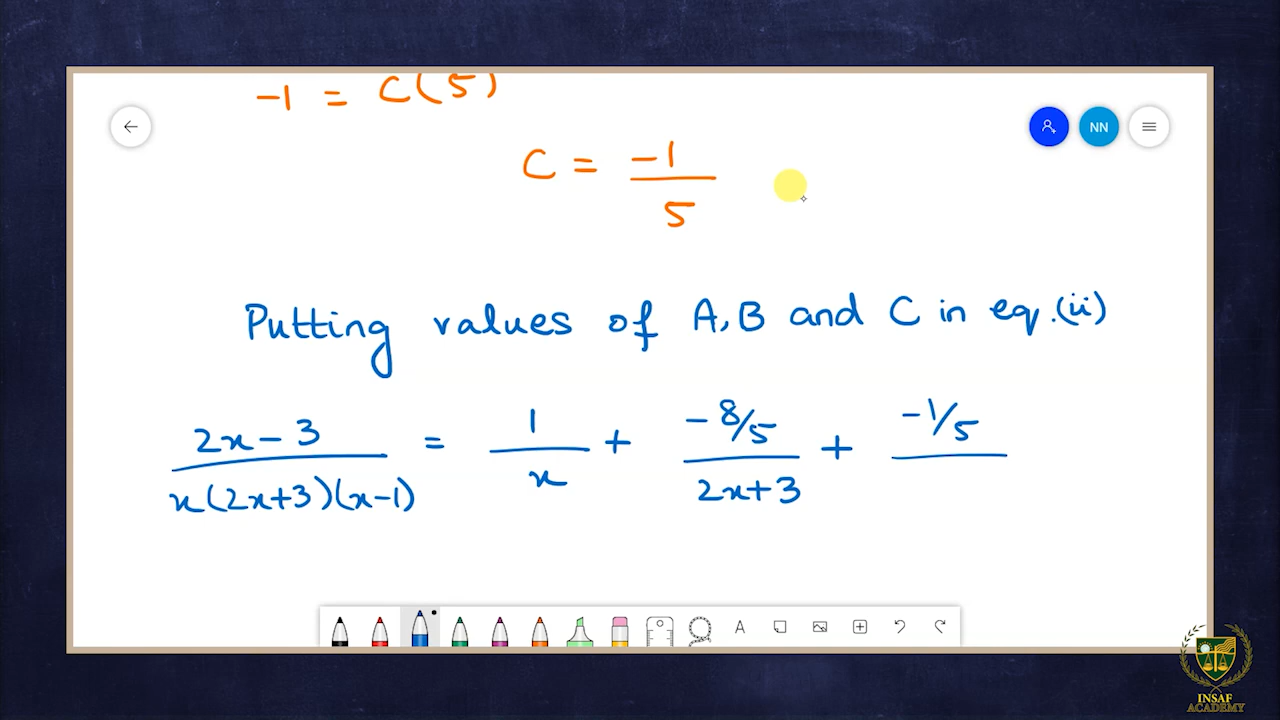 -1 = C(5)
C = -1/5
NN
Putting values of A, B and C in eq.(ii)
2x-3/x(2x+3)(x-1) = 1/x + -8/5/2x+3 + -1/5
A
INSAF
ACADEMY